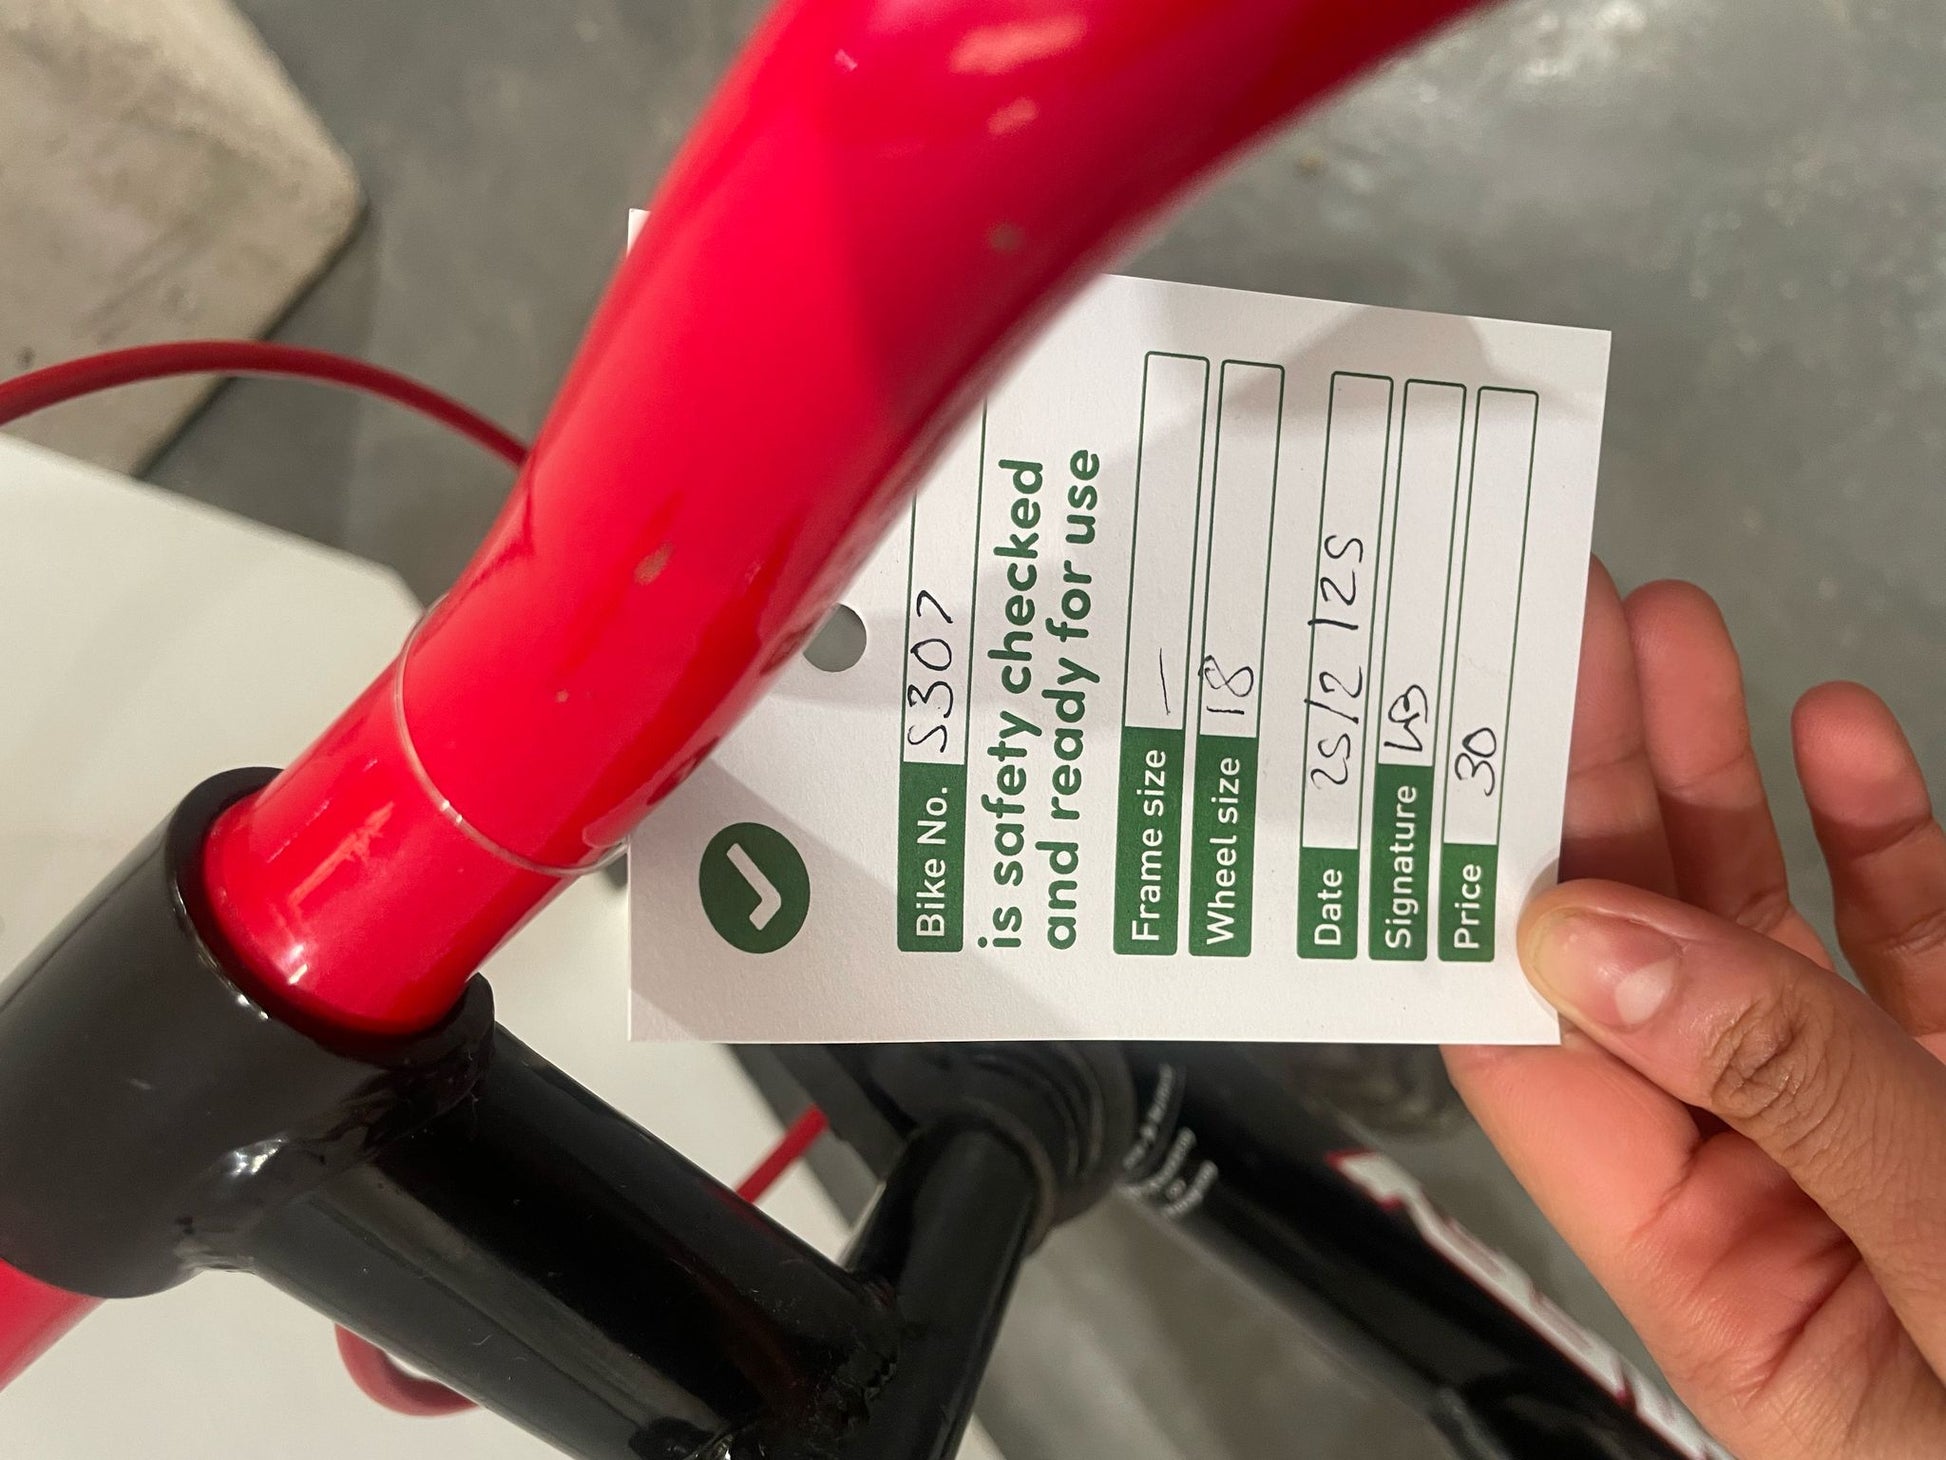 Bike No. 5307
is safety checked
and ready for use
Frame size —
Wheel size 18
Date 25/2/25
Signature
Price 30